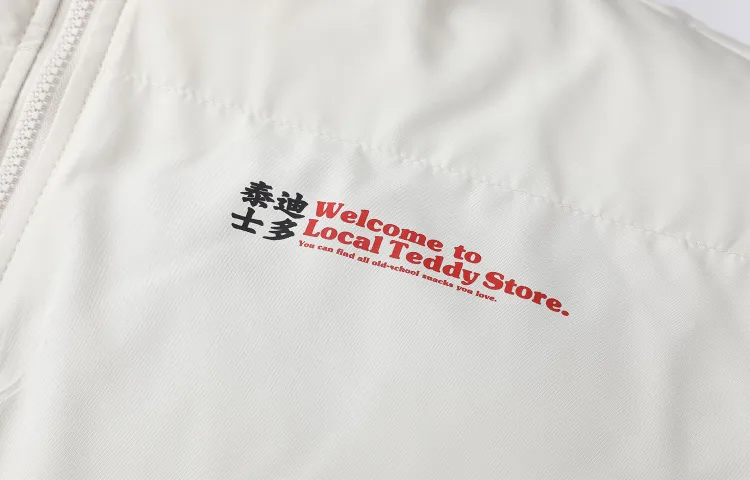 泰迪
士多
Welcome to
Local Teddy Store.
You can find all old-school snacks you love.